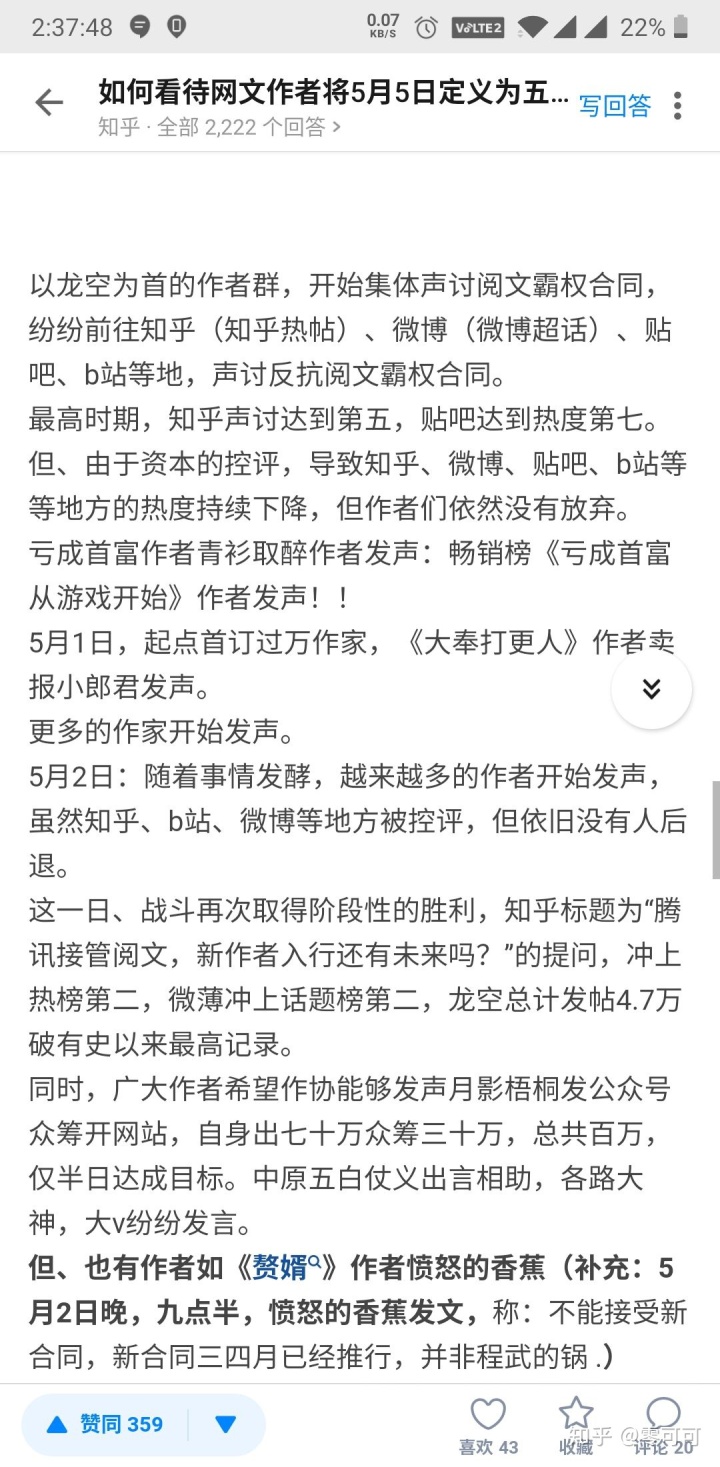 2:37:48
0.07
KB/S
VoLTE2
22%
如何看待网文作者将5月5日定义为五...
写回答
知乎 · 全部 2,222 个回答 >
以龙空为首的作者群，开始集体声讨阅文霸权合同，
纷纷前往知乎（知乎热帖）、微博（微博超话）、贴
吧、b站等地，声讨反抗阅文霸权合同。
最高时期，知乎声讨达到第五，贴吧达到热度第七。
但、由于资本的控评，导致知乎、微博、贴吧、b站等
等地方的热度持续下降，但作者们依然没有放弃。
亏成首富作者青衫取醉作者发声：畅销榜《亏成首富
从游戏开始》作者发声！！
5月1日，起点首订过万作家，《大奉打更人》作者卖
报小郎君发声。
更多的作家开始发声。
5月2日：随着事情发酵，越来越多的作者开始发声，
虽然知乎、b站、微博等地方被控评，但依旧没有人后
退。
这一日、战斗再次取得阶段性的胜利，知乎标题为“腾
讯接管阅文，新作者入行还有未来吗？”的提问，冲上
热榜第二，微薄冲上话题榜第二，龙空总计发帖4.7万
破有史以来最高记录。
同时，广大作者希望作协能够发声月影梧桐发公众号
众筹开网站，自身出七十万众筹三十万，总共百万，
仅半日达成目标。中原五白仗义出言相助，各路大
神，大v纷纷发言。
但、也有作者如《赘婿》作者愤怒的香蕉（补充：5
月2日晚，九点半，愤怒的香蕉发文，称：不能接受新
合同，新合同三四月已经推行，并非程武的锅 .）
赞同 359
喜欢 43
收藏
评论 20
知乎 @零可可